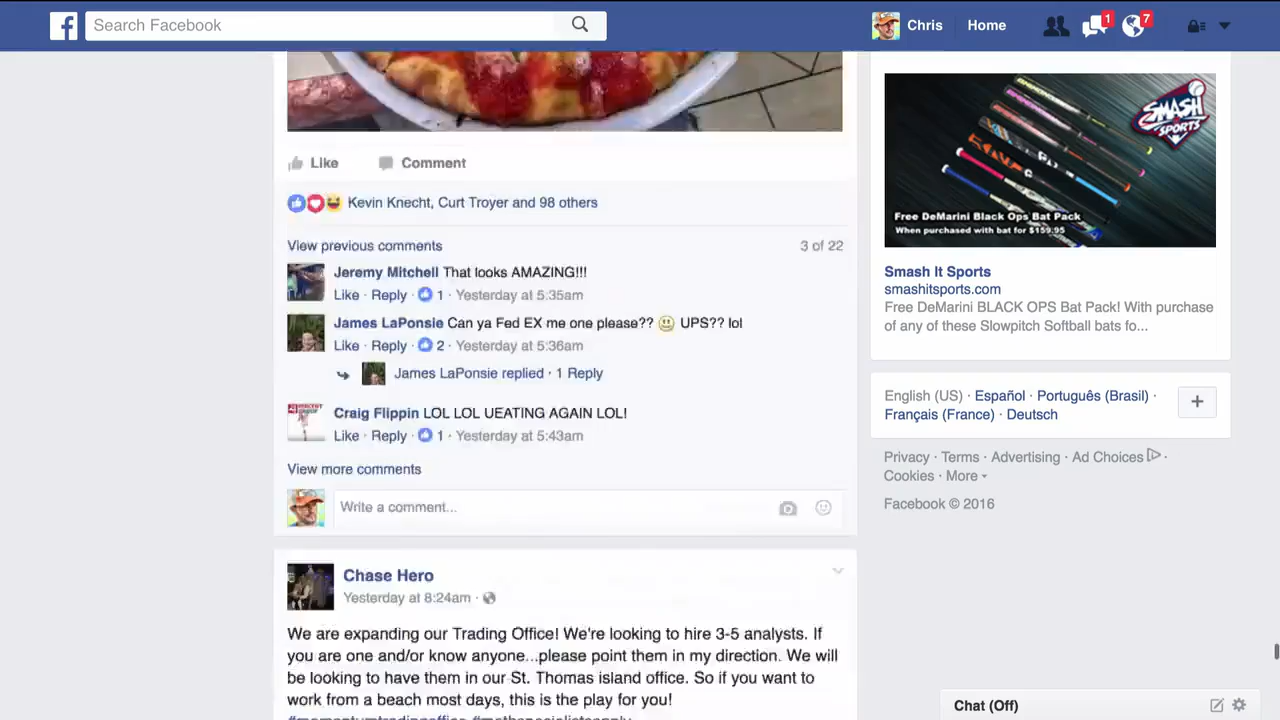 Search Facebook
Chris
Home
1
7
Like
Comment
Kevin Knecht, Curt Troyer and 98 others
View previous comments
3 of 22
Jeremy Mitchell That looks AMAZING!!!
Like · Reply · 1 · Yesterday at 5:35am
James LaPonsie Can ya Fed EX me one please?? 😃 UPS?? lol
Like · Reply · 2 · Yesterday at 5:36am
James LaPonsie replied · 1 Reply
Craig Flippin LOL LOL UEATING AGAIN LOL!
Like · Reply · 1 · Yesterday at 5:43am
View more comments
Write a comment...
Chase Hero
Yesterday at 8:24am ·
We are expanding our Trading Office! We're looking to hire 3-5 analysts. If
you are one and/or know anyone...please point them in my direction. We will
be looking to have them in our St. Thomas island office. So if you want to
work from a beach most days, this is the play for you!
SMASH
SPORTS
Free DeMarini Black Ops Bat Pack
When purchased with bat for $159.95
Smash It Sports
smashitsports.com
Free DeMarini BLACK OPS Bat Pack! With purchase
of any of these Slowpitch Softball bats fo...
English (US) · Español · Português (Brasil) ·
Français (France) · Deutsch
Privacy · Terms · Advertising · Ad Choices ·
Cookies · More
Facebook © 2016
Chat (Off)